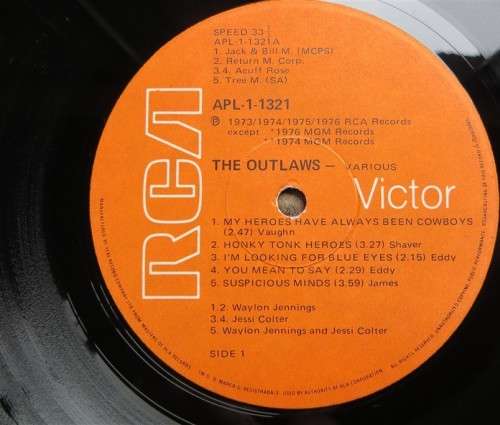 SPEED 33⅓
APL-1-1321A
1. Jack & Bill M. (MCPS)
2. Return M. Corp.
3.4. Acuff Rose
5. Tree M. (SA)
APL-1-1321
℗ 1973/1974/1975/1976 RCA Records
except *1976 MGM Records
**1974 MGM Records
THE OUTLAWS — VARIOUS
RCA
Victor
1. MY HEROES HAVE ALWAYS BEEN COWBOYS
(2.47) Vaughn
2. HONKY TONK HEROES (3.27) Shaver
3. I'M LOOKING FOR BLUE EYES (2.15) Eddy
4. YOU MEAN TO SAY (2.29) Eddy
5. SUSPICIOUS MINDS (3.59) James
1.2. Waylon Jennings
3.4. Jessi Colter
5. Waylon Jennings and Jessi Colter
SIDE 1